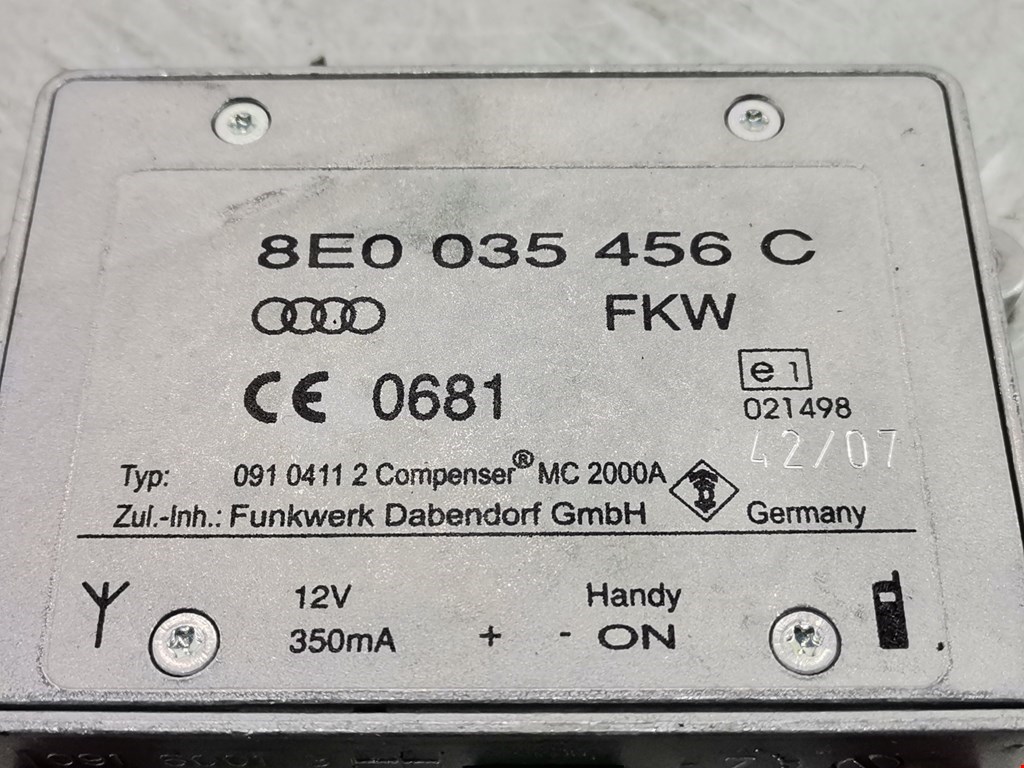 8E0 035 456 C
FKW
CE 0681
e 1
021498
42/07
Typ: 091 0411 2 Compenser® MC 2000A
Zul.-Inh.: Funkwerk Dabendorf GmbH Germany
12V Handy
350mA + - ON